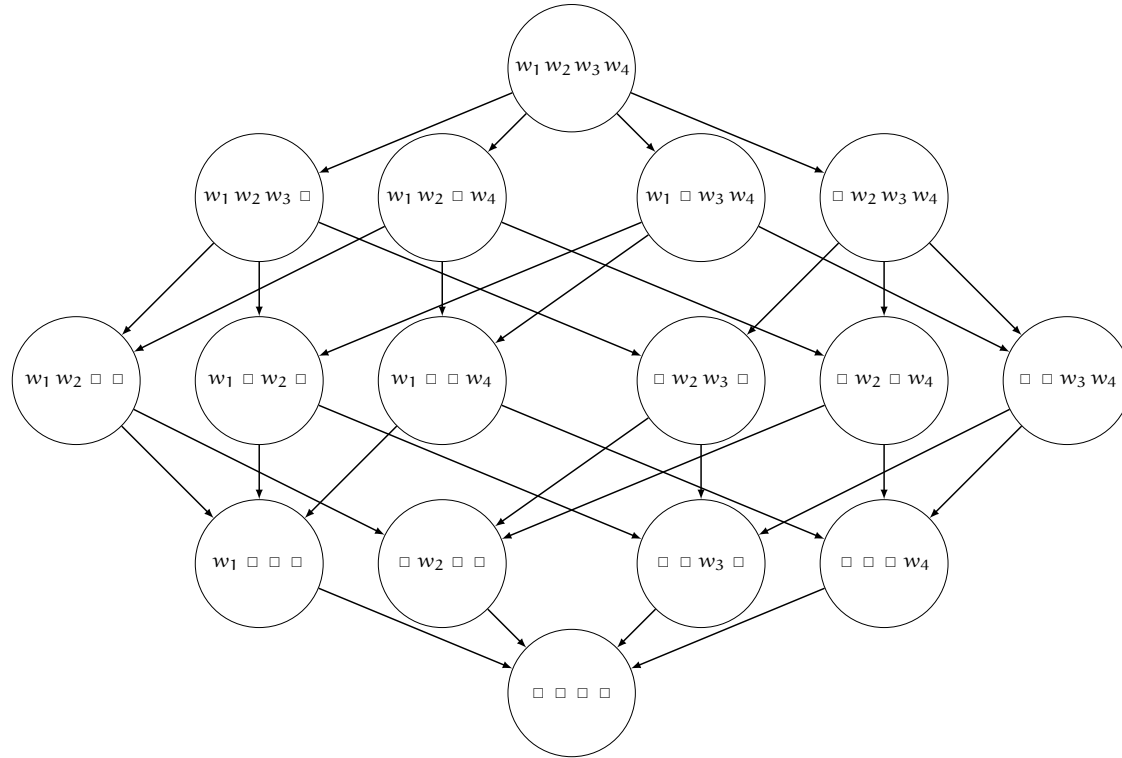 w₁ w₂ w₃ w₄
w₁ w₂ w₃ □
w₁ w₂ □ w₄
w₁ □ w₃ w₄
□ w₂ w₃ w₄
w₁ w₂ □ □
w₁ □ w₂ □
w₁ □ □ w₄
□ w₂ w₃ □
□ w₂ □ w₄
□ □ w₃ w₄
w₁ □ □ □
□ w₂ □ □
□ □ w₃ □
□ □ □ w₄
□ □ □ □